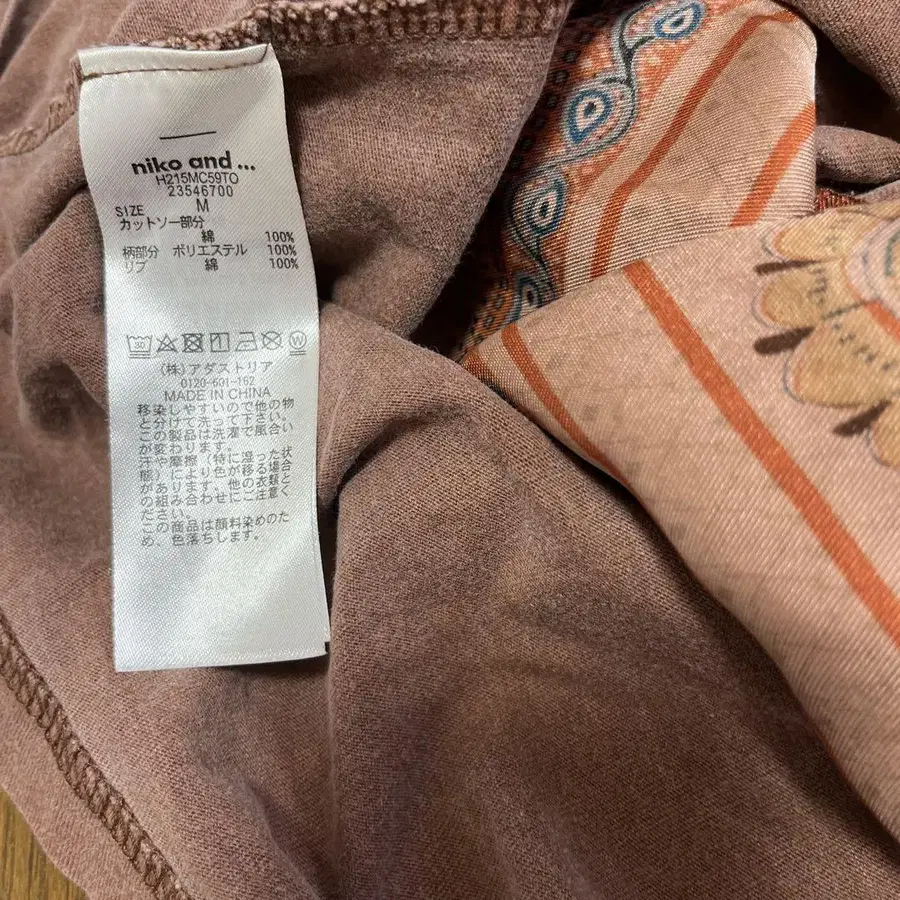 niko and ...
H215MC59TO
23546700
SIZE M
カットソー部分
綿 100%
柄部分 ポリエステル 100%
リブ 綿 100%
30
W
(株)アダストリア
0120-601-162
MADE IN CHINA
移染しやすいので他の物
と分けて洗って下さい。
この製品は洗濯で風合い
が変わります。
汗や摩擦(特に湿った状
態)により色が移る場合
があります。他の衣類と
の組み合わせにご注意く
ださい。
この商品は顔料染めのた
め、色落ちします。